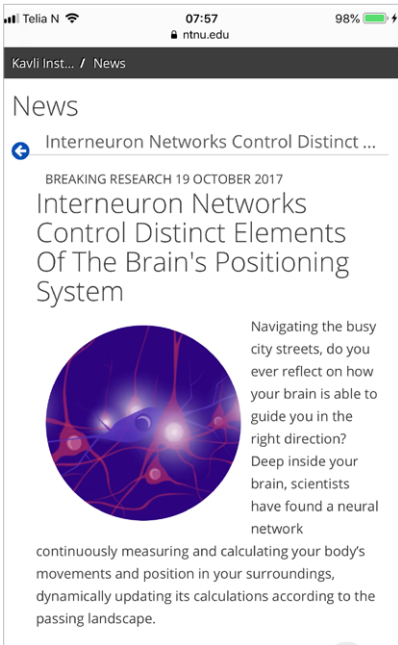 Telia N 07:57 98%
ntnu.edu
Kavli Inst... / News
News
Interneuron Networks Control Distinct ...
BREAKING RESEARCH 19 OCTOBER 2017
Interneuron Networks
Control Distinct Elements
Of The Brain's Positioning
System
Navigating the busy
city streets, do you
ever reflect on how
your brain is able to
guide you in the
right direction?
Deep inside your
brain, scientists
have found a neural
network
continuously measuring and calculating your body’s
movements and position in your surroundings,
dynamically updating its calculations according to the
passing landscape.